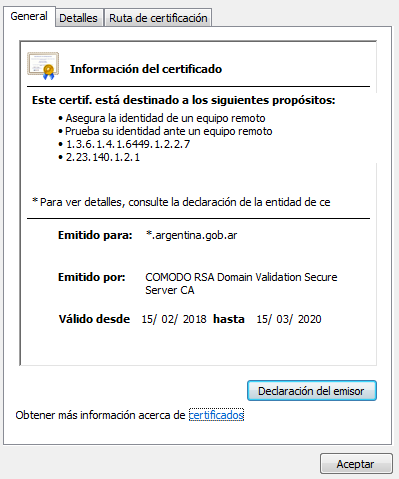 General Detalles Ruta de certificación
Información del certificado
Este certif. está destinado a los siguientes propósitos:
• Asegura la identidad de un equipo remoto
• Prueba su identidad ante un equipo remoto
• 1.3.6.1.4.1.6449.1.2.2.7
• 2.23.140.1.2.1
* Para ver detalles, consulte la declaración de la entidad de ce
Emitido para: *.argentina.gob.ar
Emitido por: COMODO RSA Domain Validation Secure
Server CA
Válido desde 15/ 02/ 2018 hasta 15/ 03/ 2020
Declaración del emisor
Obtener más información acerca de certificados
Aceptar